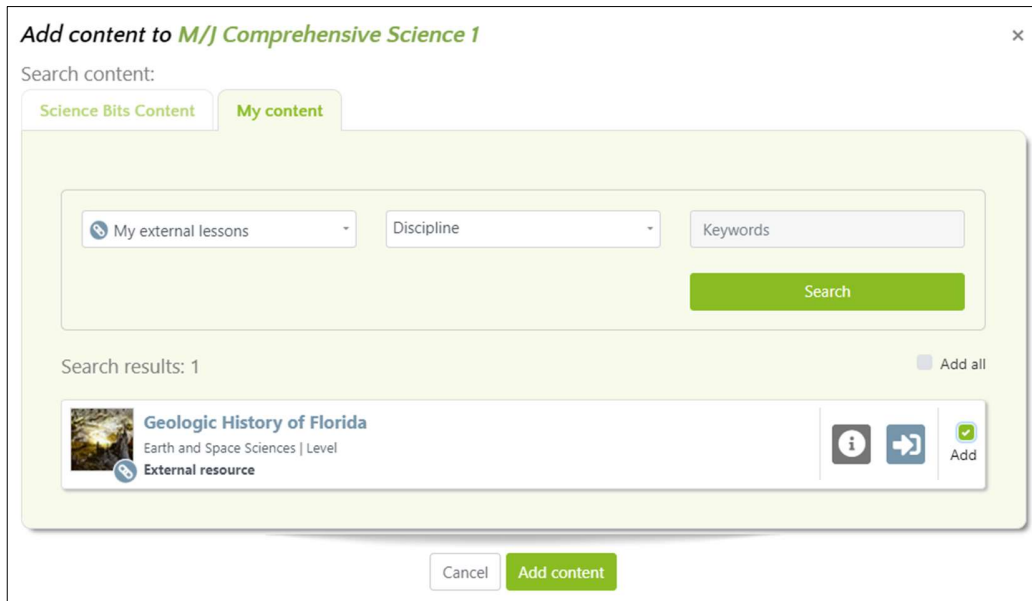 Add content to M/J Comprehensive Science 1
×
Search content:
Science Bits Content
My content
My external lessons
Discipline
Keywords
Search
Search results: 1
Add all
Geologic History of Florida
Earth and Space Sciences | Level
External resource
Add
Cancel
Add content